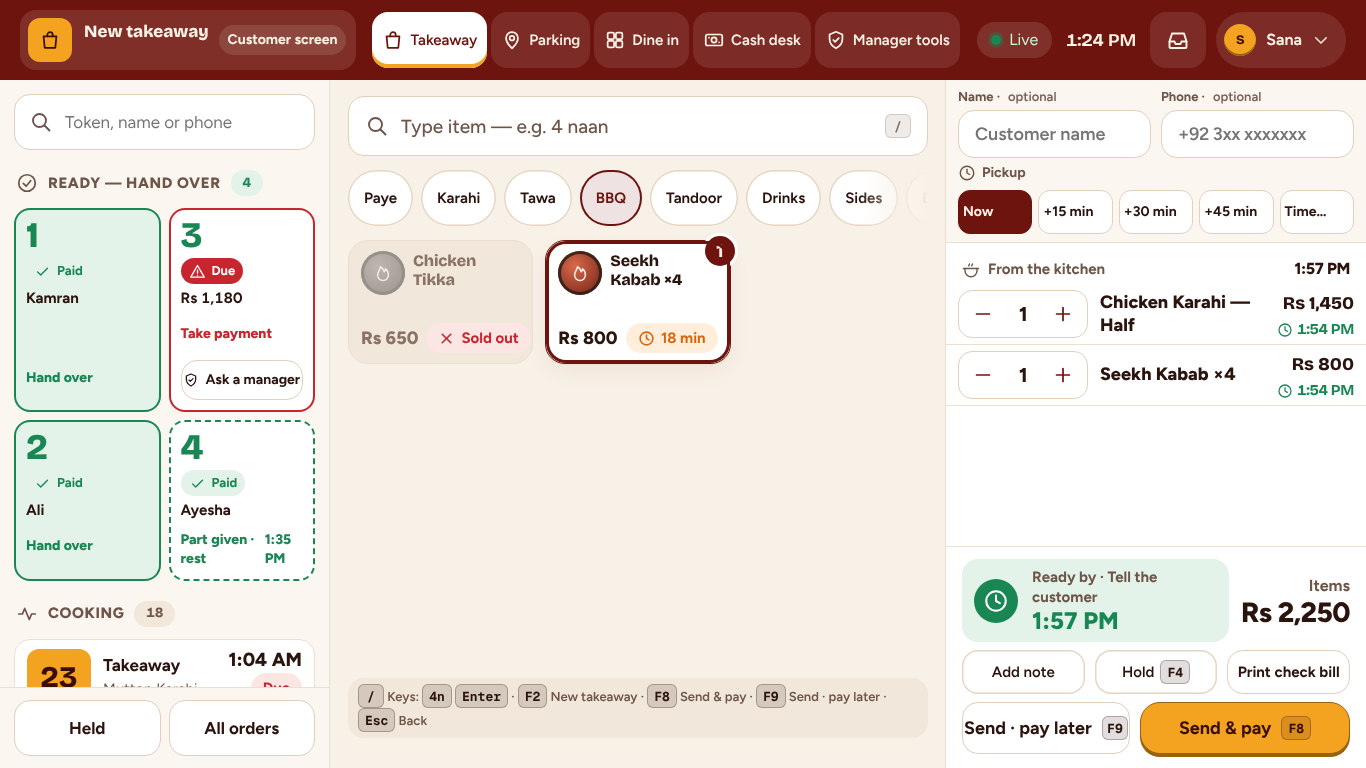 New takeaway
Customer screen
Takeaway
Parking
Dine in
Cash desk
Manager tools
Live
1:24 PM
S
Sana
Token, name or phone
READY — HAND OVER 4
1
Paid
Kamran
Hand over
3
Due
Rs 1,180
Take payment
Ask a manager
2
Paid
Ali
Hand over
4
Paid
Ayesha
Part given · rest
1:35 PM
COOKING 18
23
Takeaway
1:04 AM
Mutton Karahi
Due
Held
All orders
Type item — e.g. 4 naan
/
Paye
Karahi
Tawa
BBQ
Tandoor
Drinks
Sides
Chicken Tikka
Rs 650
Sold out
Seekh Kabab ×4
1
Rs 800
18 min
/ Keys: 4n Enter · F2 New takeaway · F8 Send & pay · F9 Send · pay later ·
Esc Back
Name · optional
Customer name
Phone · optional
+92 3xx xxxxxxx
Pickup
Now
+15 min
+30 min
+45 min
Time...
From the kitchen
1:57 PM
1
Chicken Karahi — Half
Rs 1,450
1:54 PM
1
Seekh Kabab ×4
Rs 800
1:54 PM
Ready by · Tell the customer
1:57 PM
Items
Rs 2,250
Add note
Hold F4
Print check bill
Send · pay later F9
Send & pay F8